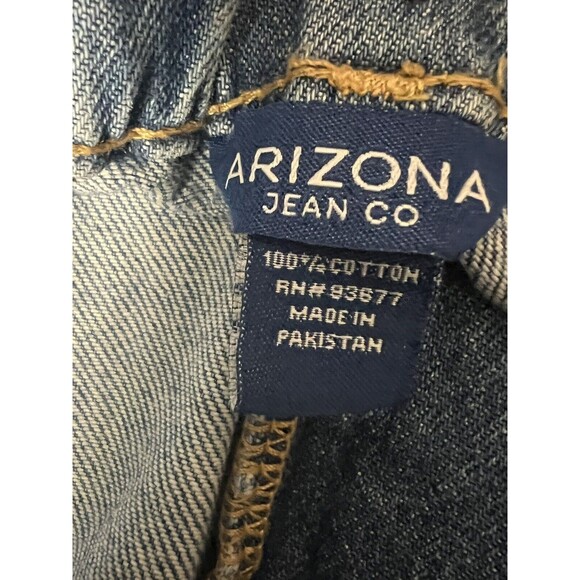 ARIZONA
JEAN CO
100% COTTON
RN# 93677
MADE IN
PAKISTAN